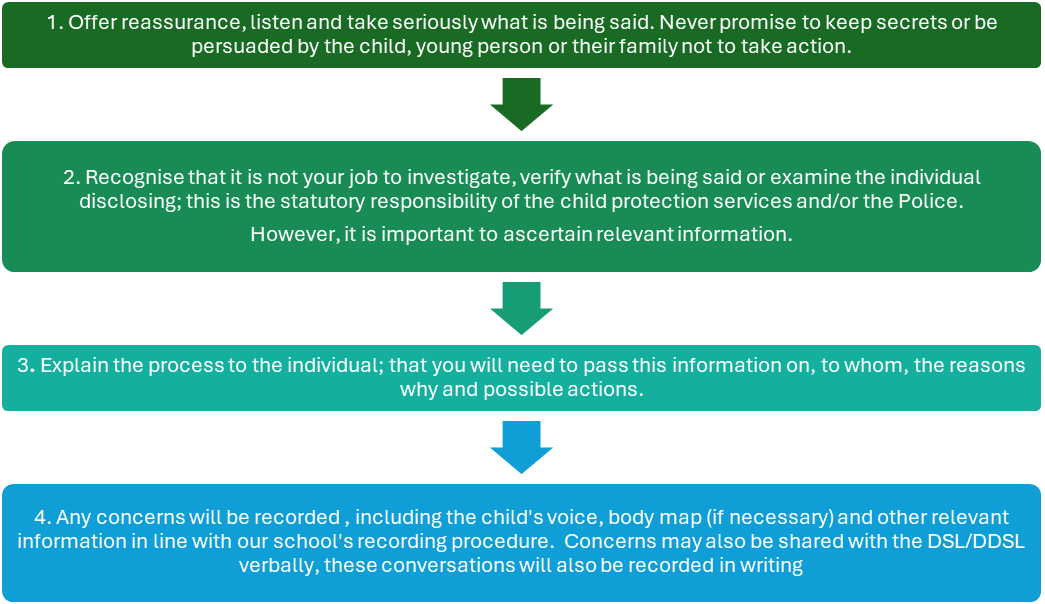 1. Offer reassurance, listen and take seriously what is being said. Never promise to keep secrets or be
persuaded by the child, young person or their family not to take action.
2. Recognise that it is not your job to investigate, verify what is being said or examine the individual
disclosing; this is the statutory responsibility of the child protection services and/or the Police.
However, it is important to ascertain relevant information.
3. Explain the process to the individual; that you will need to pass this information on, to whom, the reasons
why and possible actions.
4. Any concerns will be recorded , including the child's voice, body map (if necessary) and other relevant
information in line with our school's recording procedure.  Concerns may also be shared with the DSL/DDSL
verbally, these conversations will also be recorded in writing